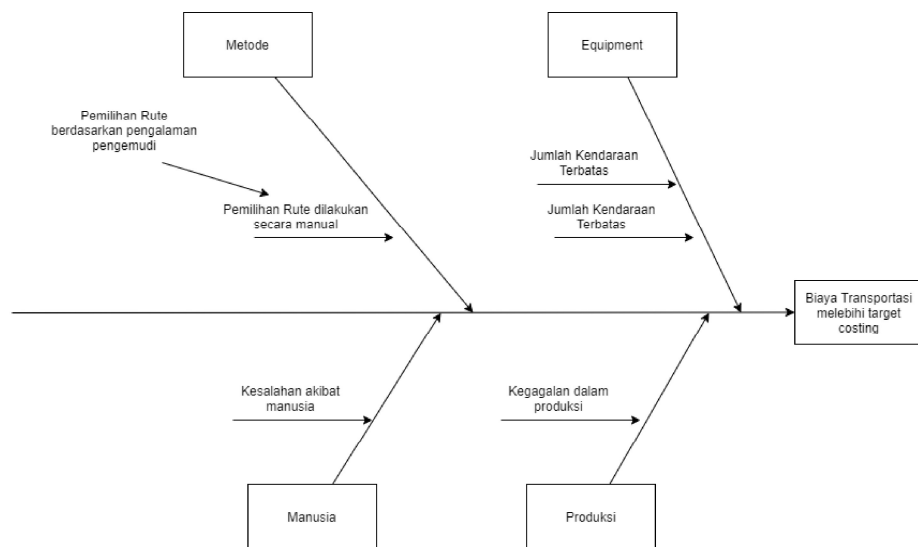 Metode
Equipment
Pemilihan Rute
berdasarkan pengalaman
pengemudi
Pemilihan Rute dilakukan
secara manual
Jumlah Kendaraan
Terbatas
Jumlah Kendaraan
Terbatas
Biaya Transportasi
melebihi target
costing
Kesalahan akibat
manusia
Kegagalan dalam
produksi
Manusia
Produksi